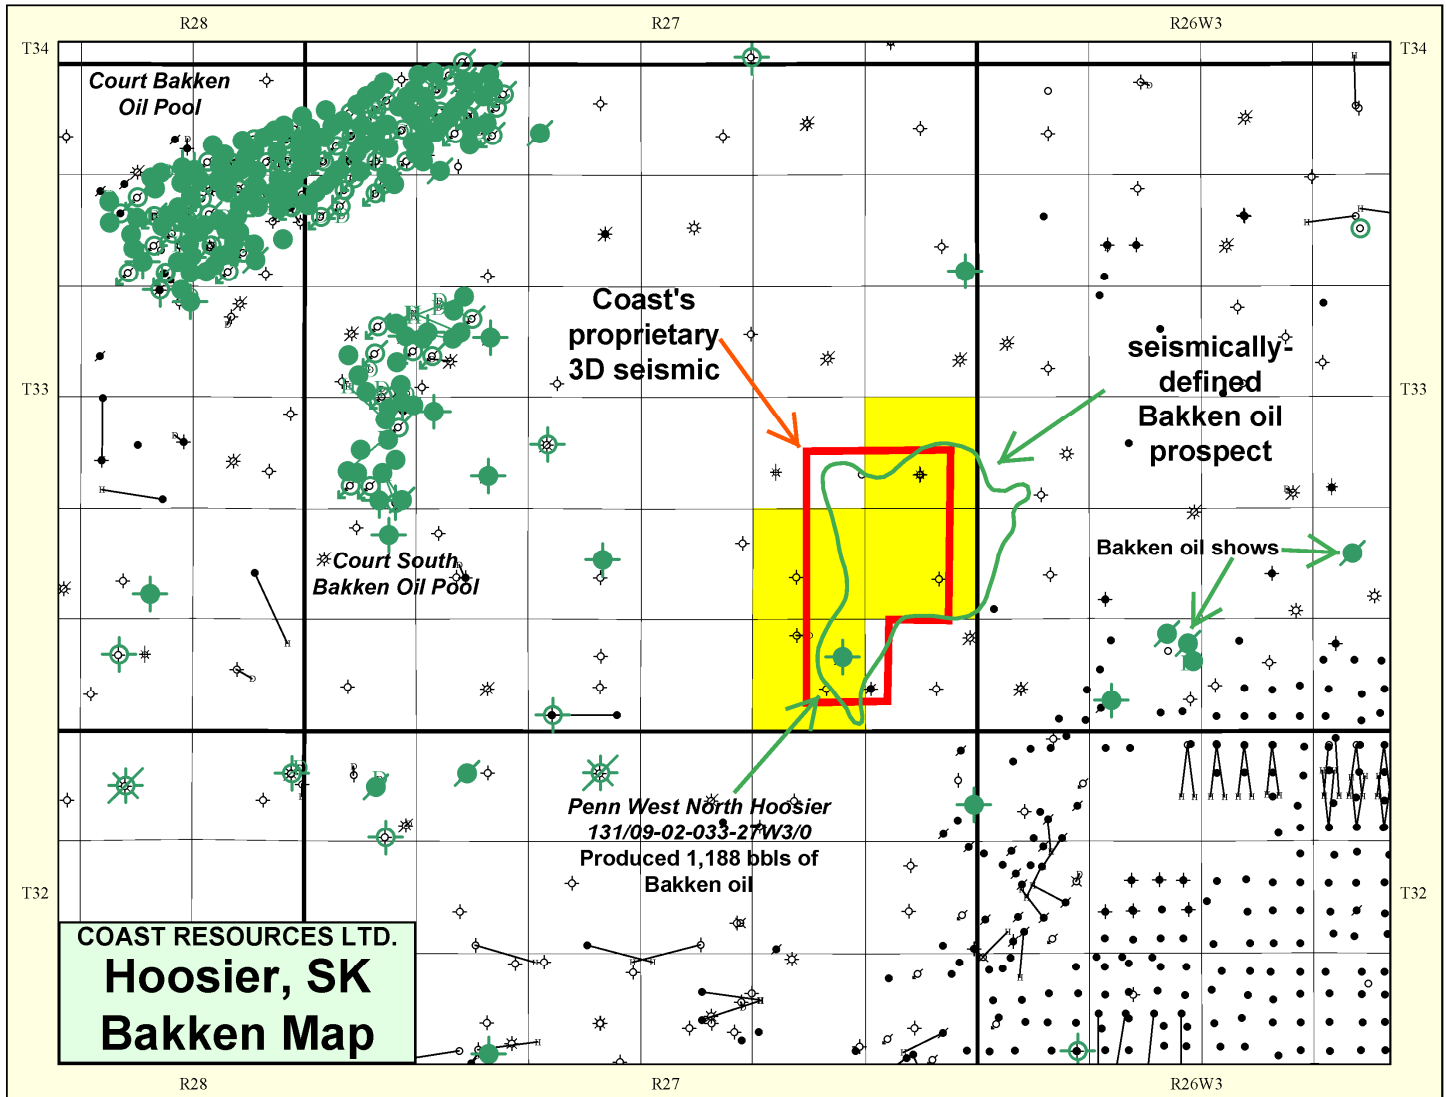 R28 R27 R26W3
T34 T34
Court Bakken
Oil Pool
Coast's
proprietary
3D seismic
seismically-
defined
Bakken oil
prospect
T33 T33
Bakken oil shows
Court South
Bakken Oil Pool
Penn West North Hoosier
131/09-02-033-27W3/0
Produced 1,188 bbls of
Bakken oil
T32 T32
COAST RESOURCES LTD.
Hoosier, SK
Bakken Map
R28 R27 R26W3